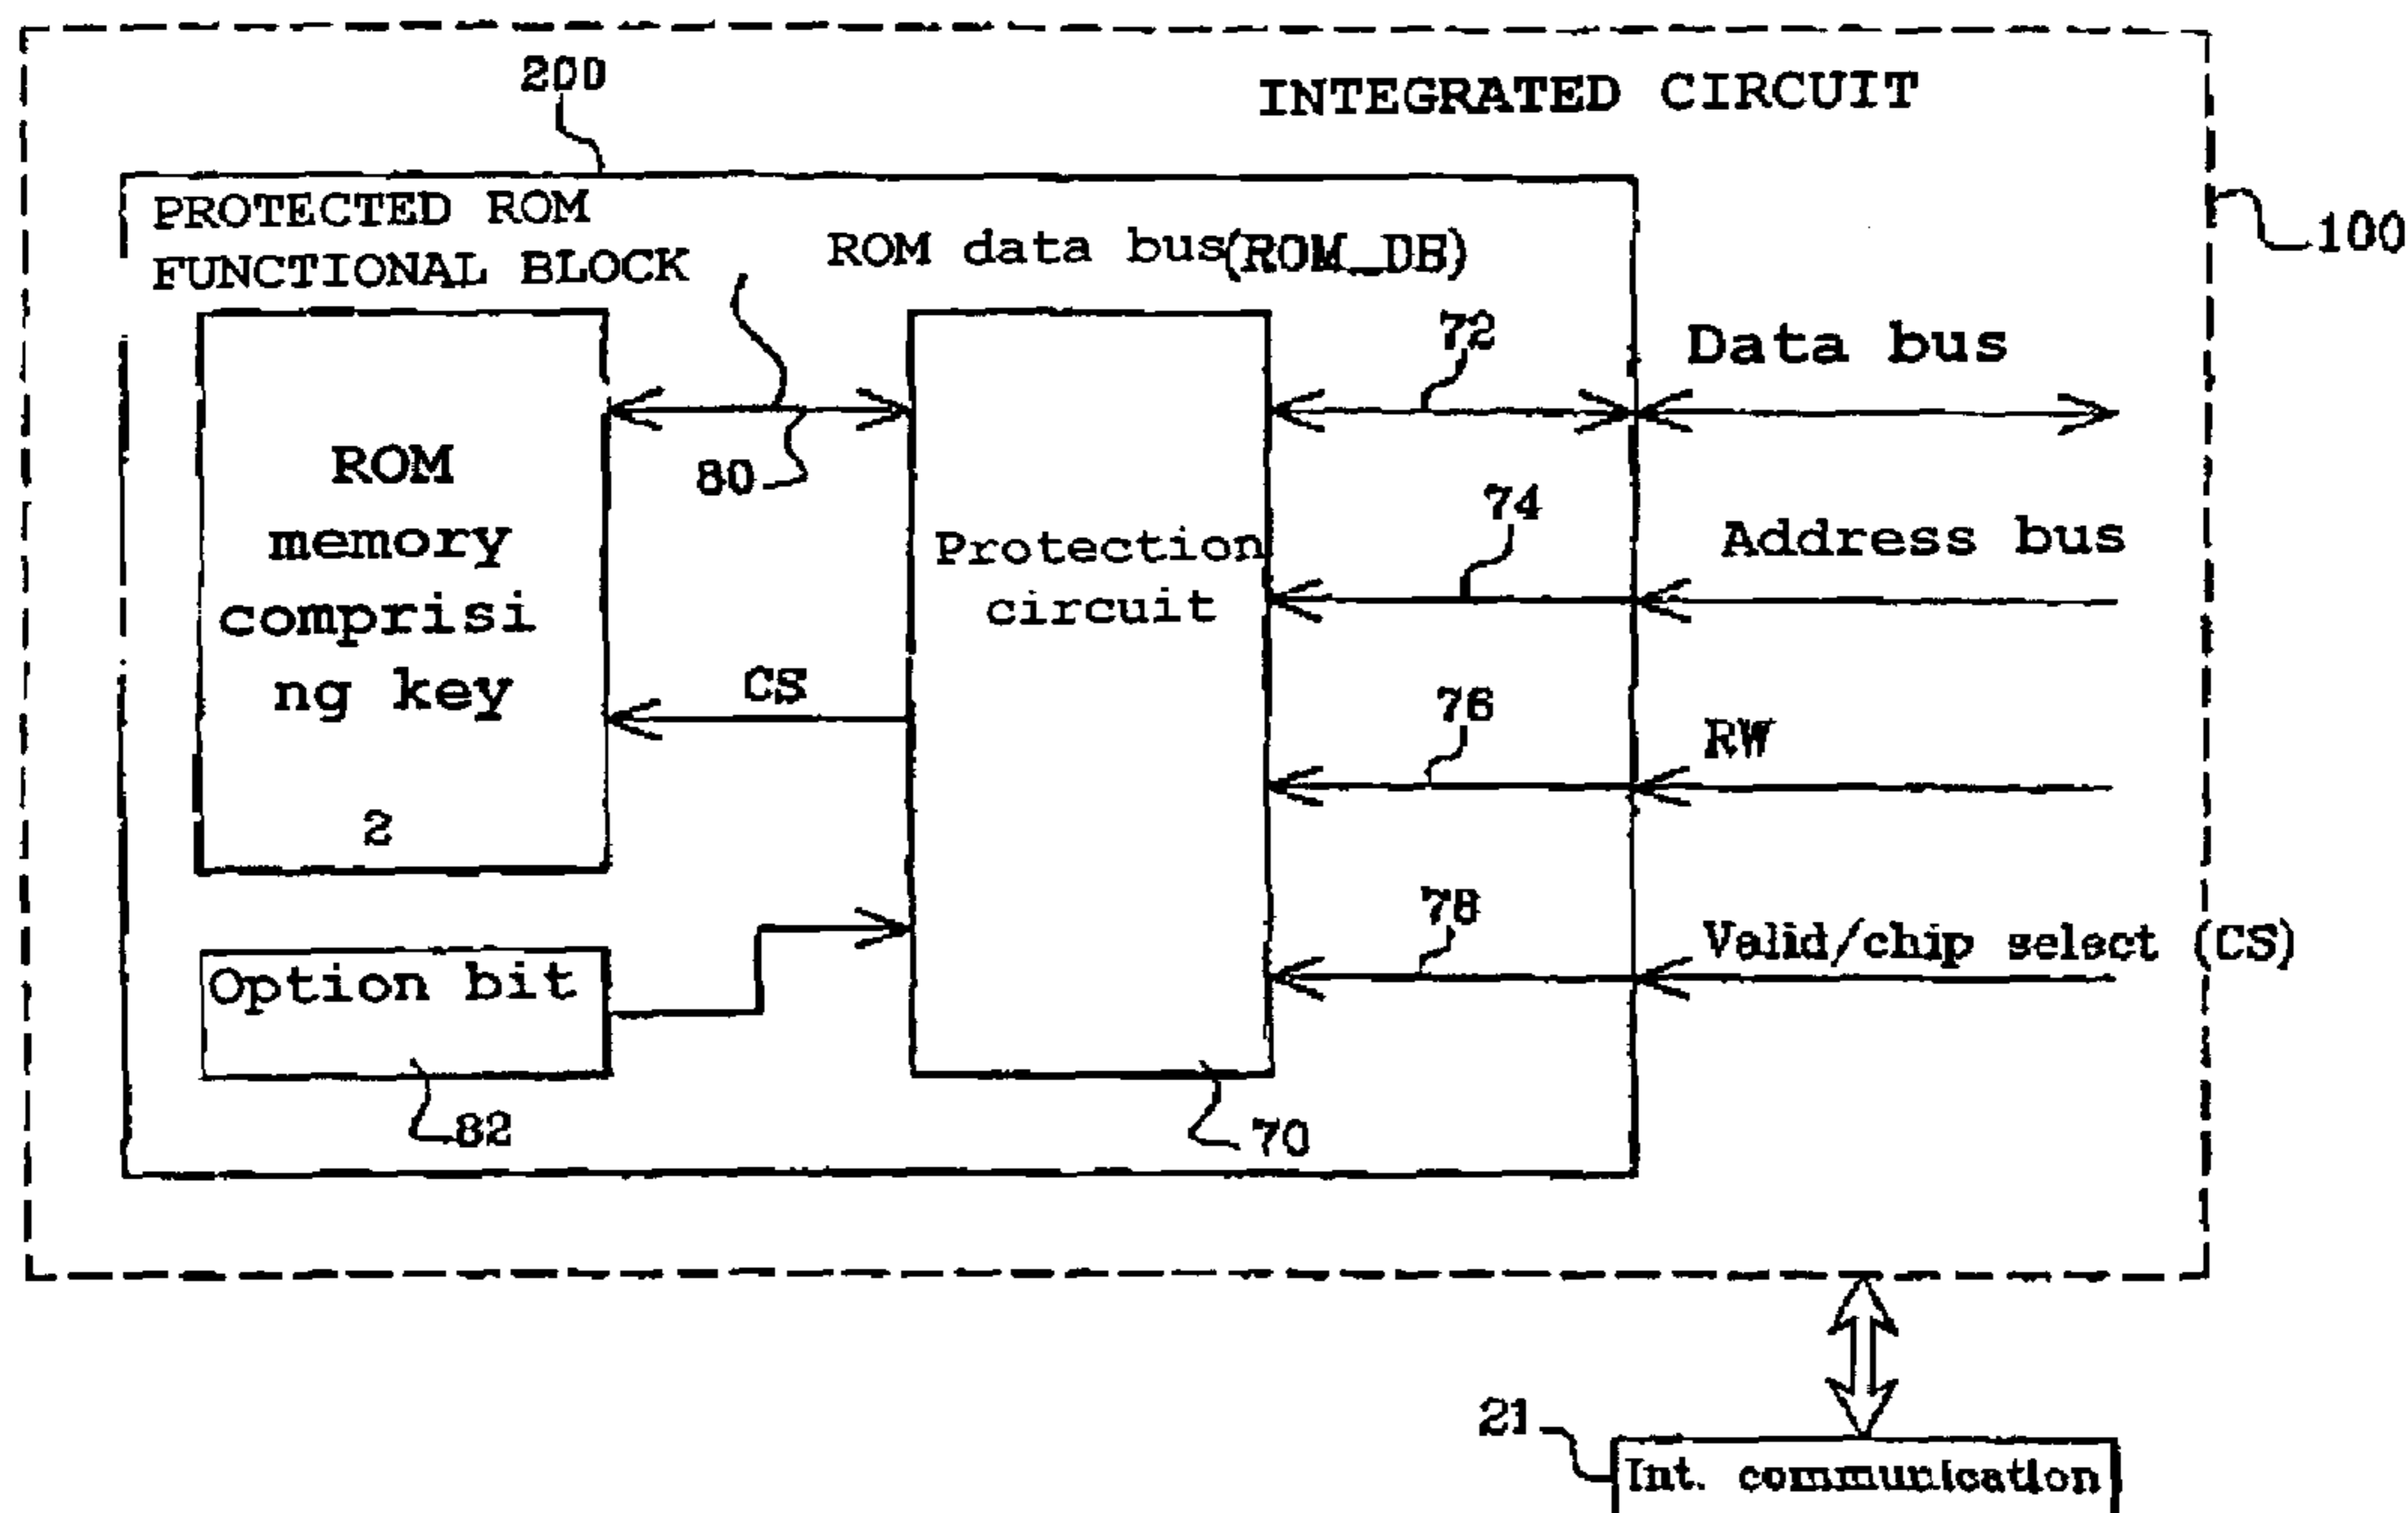 200
INTEGRATED CIRCUIT
PROTECTED ROM
FUNCTIONAL BLOCK
ROM data bus(ROM_DB)
100
72
Data bus
ROM
memory
comprisi
ng key
2
80
74
Address bus
Protection
circuit
CS
76
RW
78
Valid/chip select (CS)
Option bit
82
70
21
Int. communication